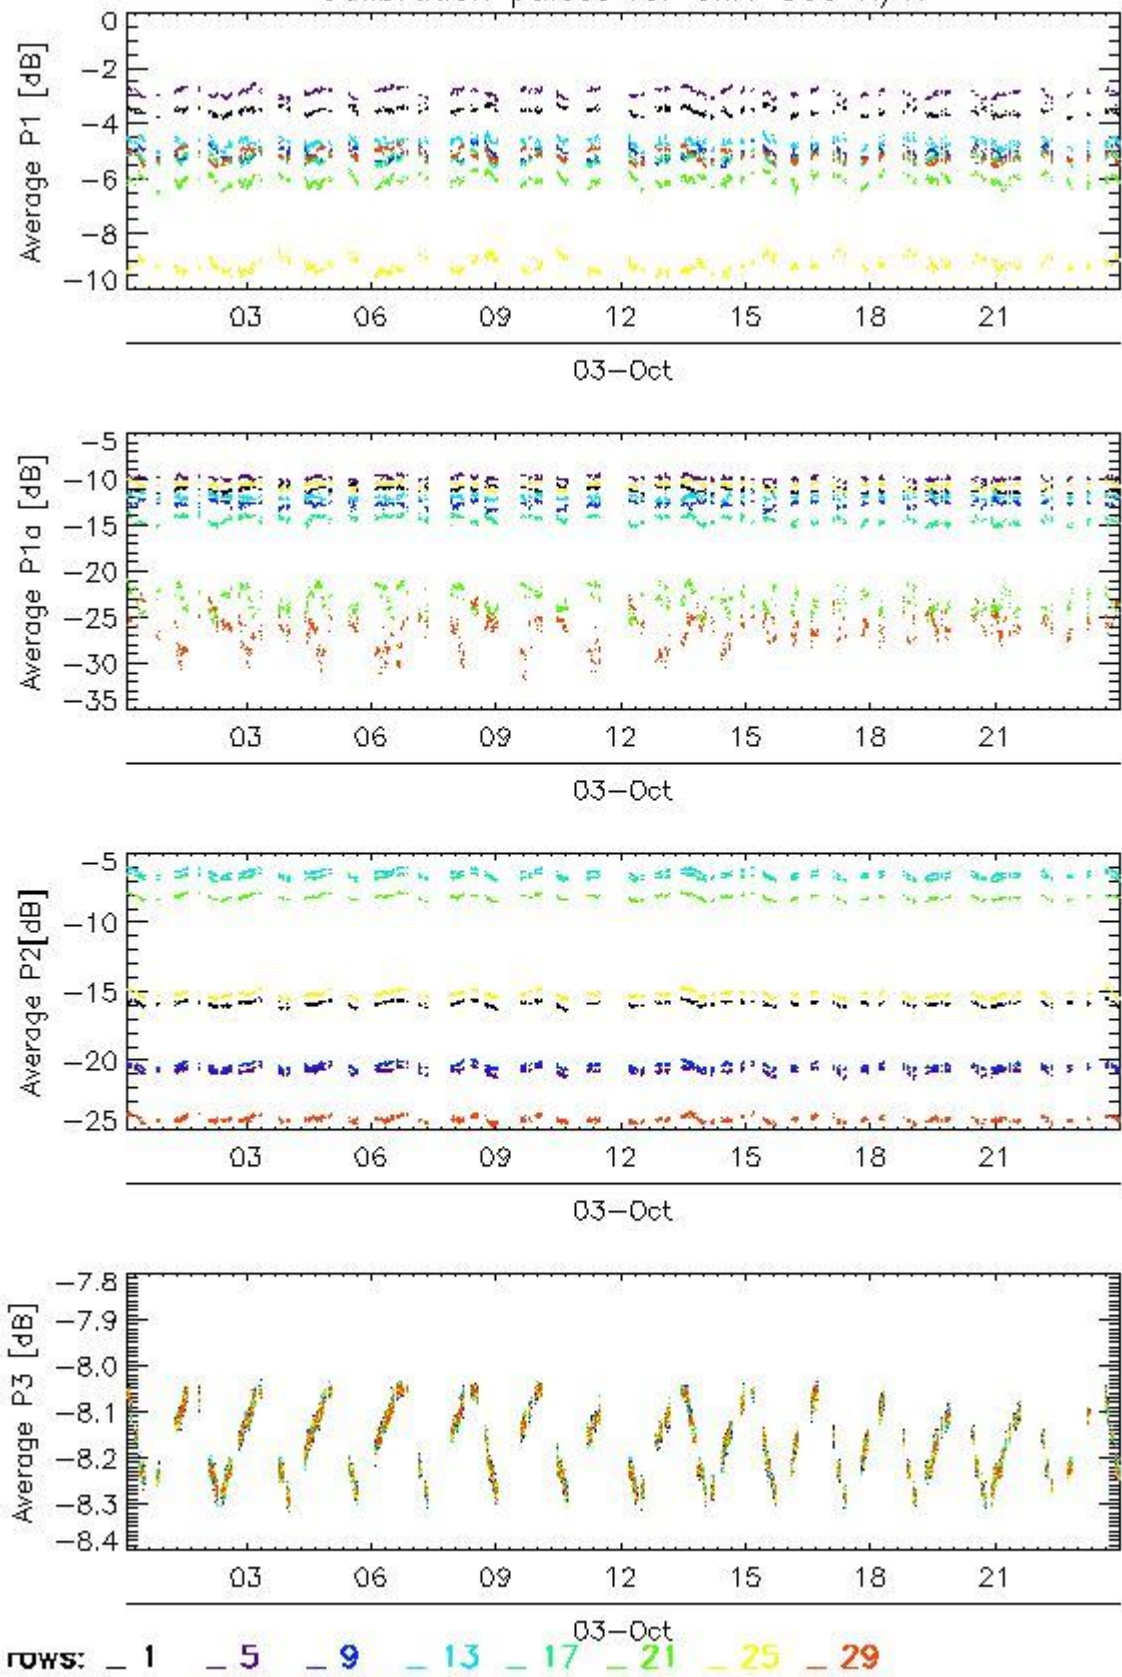 Average P1 [dB]
0
-2
-4
-6
-8
-10
03 06 09 12 15 18 21
03-Oct
Average P1a [dB]
-5
-10
-15
-20
-25
-30
-35
03 06 09 12 15 18 21
03-Oct
Average P2[dB]
-5
-10
-15
-20
-25
03 06 09 12 15 18 21
03-Oct
Average P3 [dB]
-7.8
-7.9
-8.0
-8.1
-8.2
-8.3
-8.4
03 06 09 12 15 18 21
03-Oct
rows: _ 1 _ 5 _ 9 _ 13 _ 17 _ 21 _ 25 _ 29